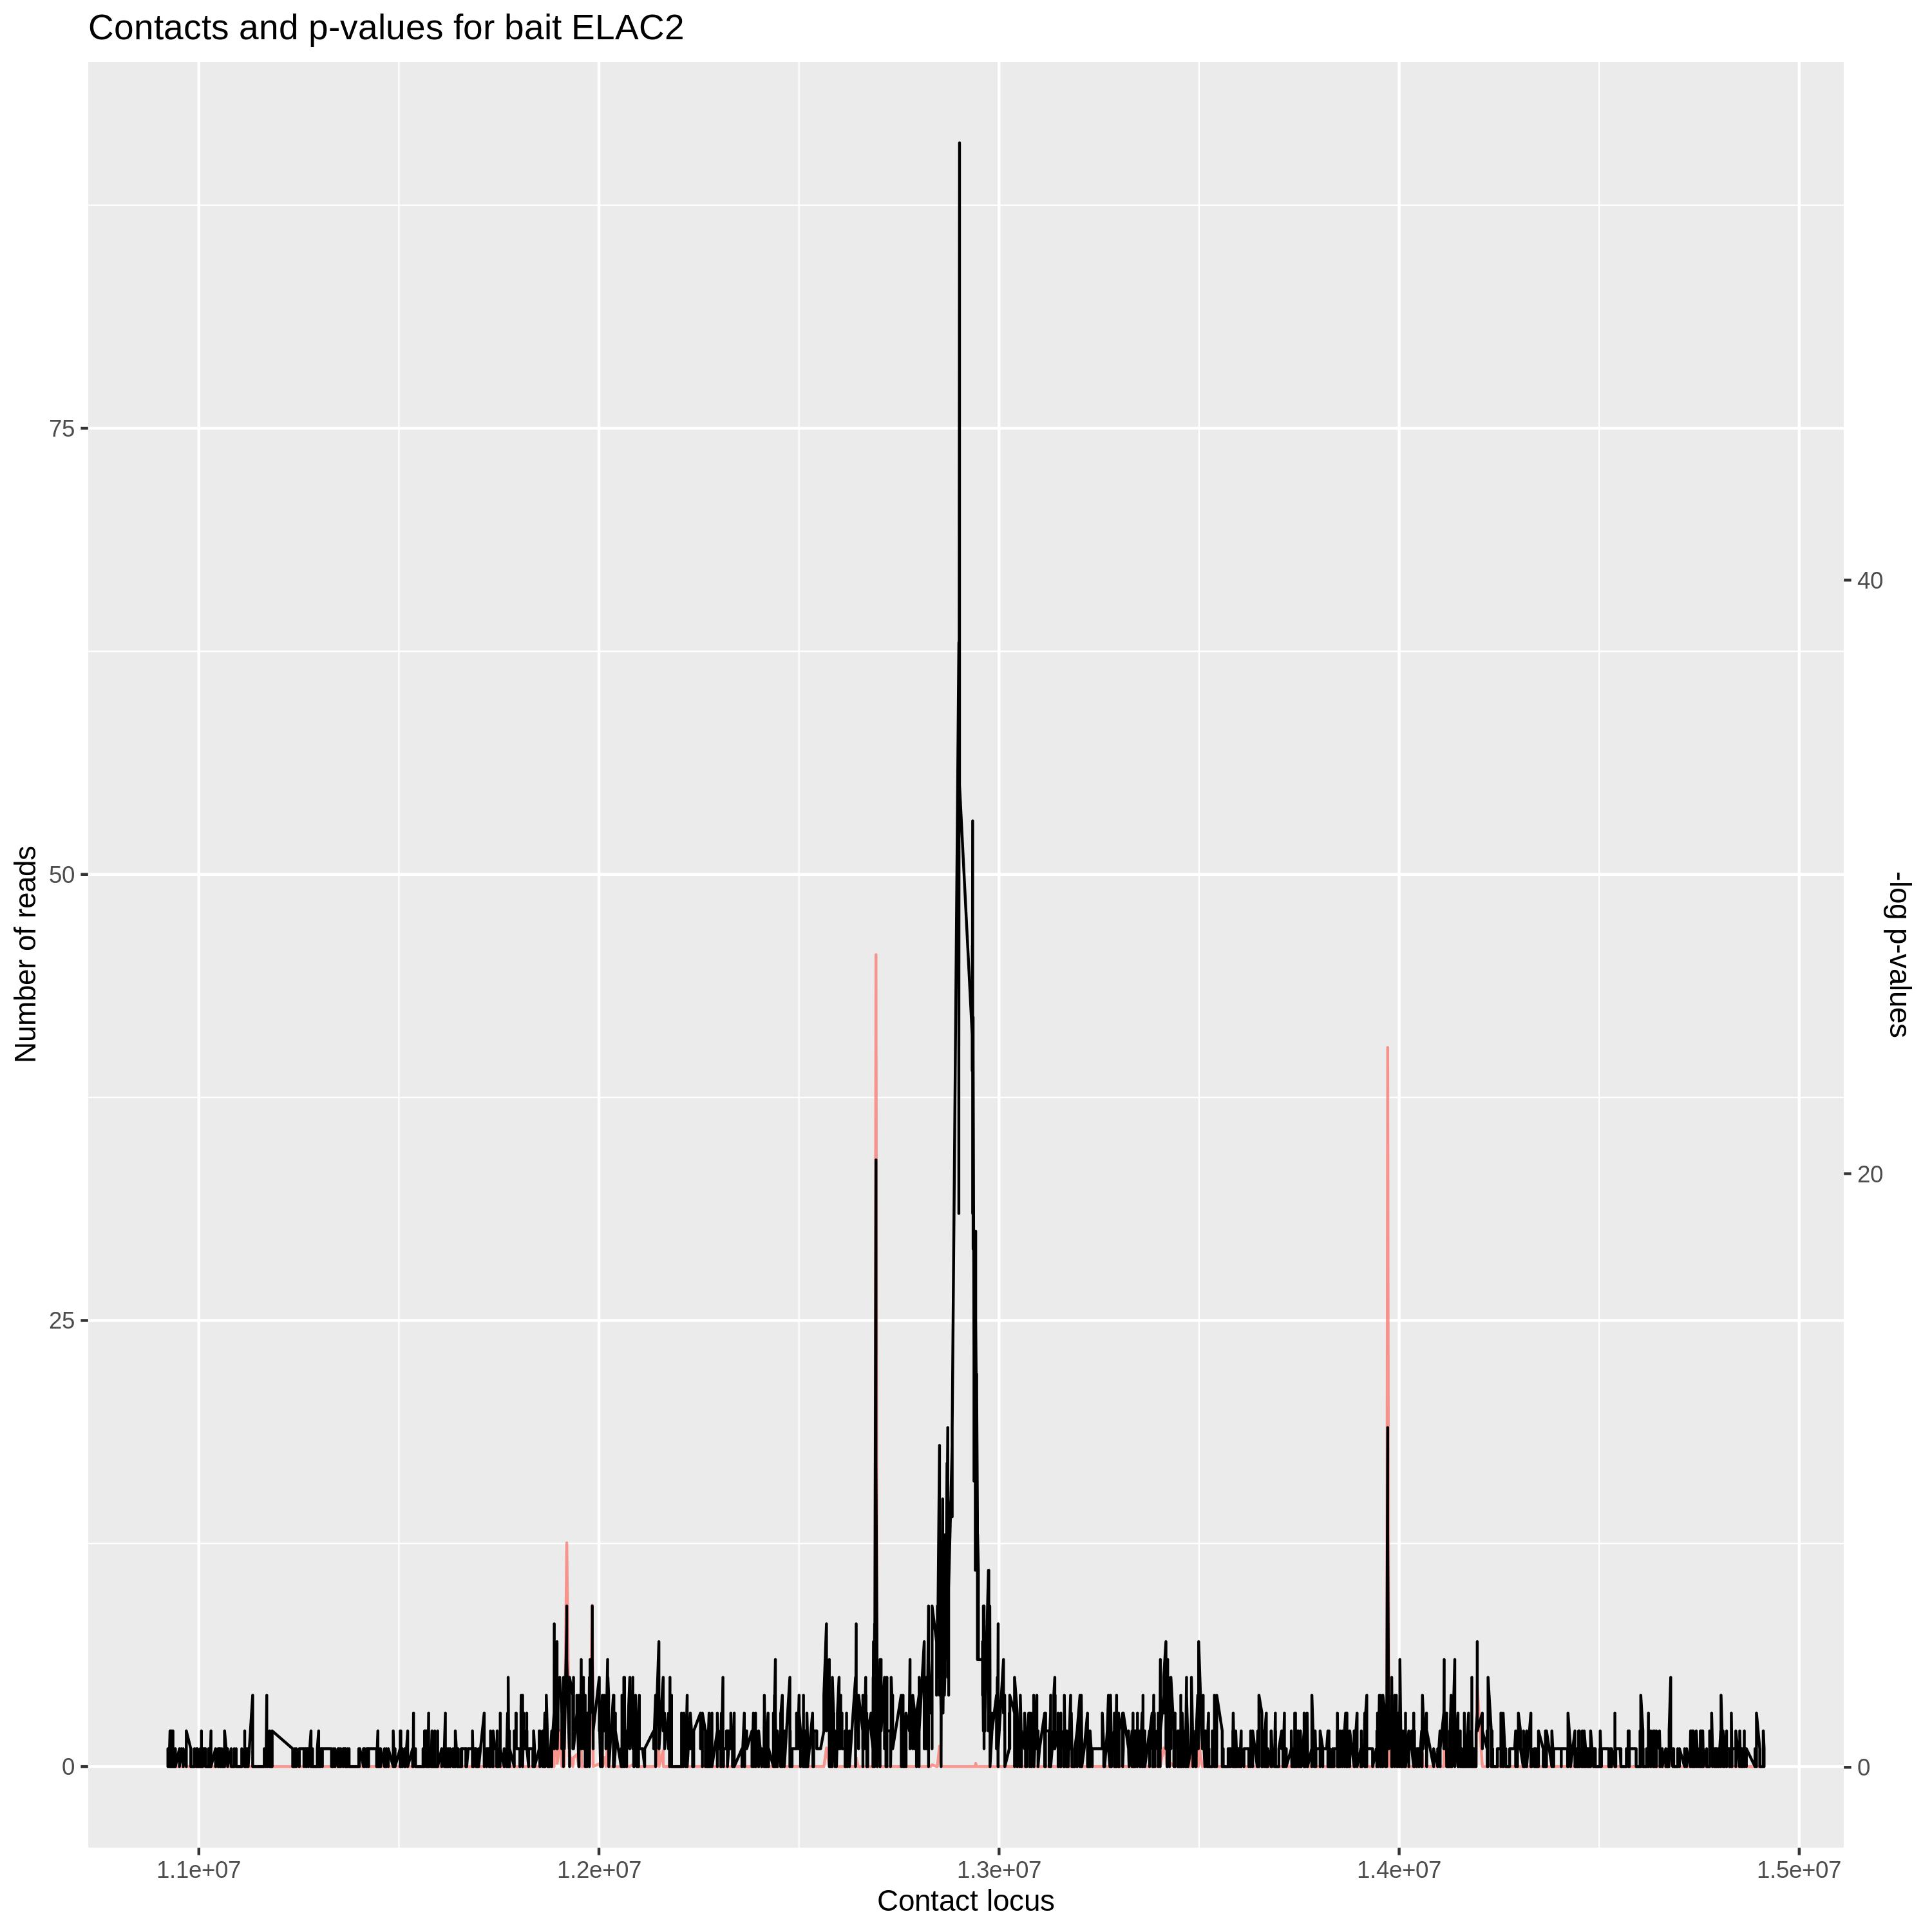 Contacts and p-values for bait ELAC2
75
50
25
0
Number of reads
40
20
0
-log p-values
1.1e+07
1.2e+07
1.3e+07
1.4e+07
1.5e+07
Contact locus